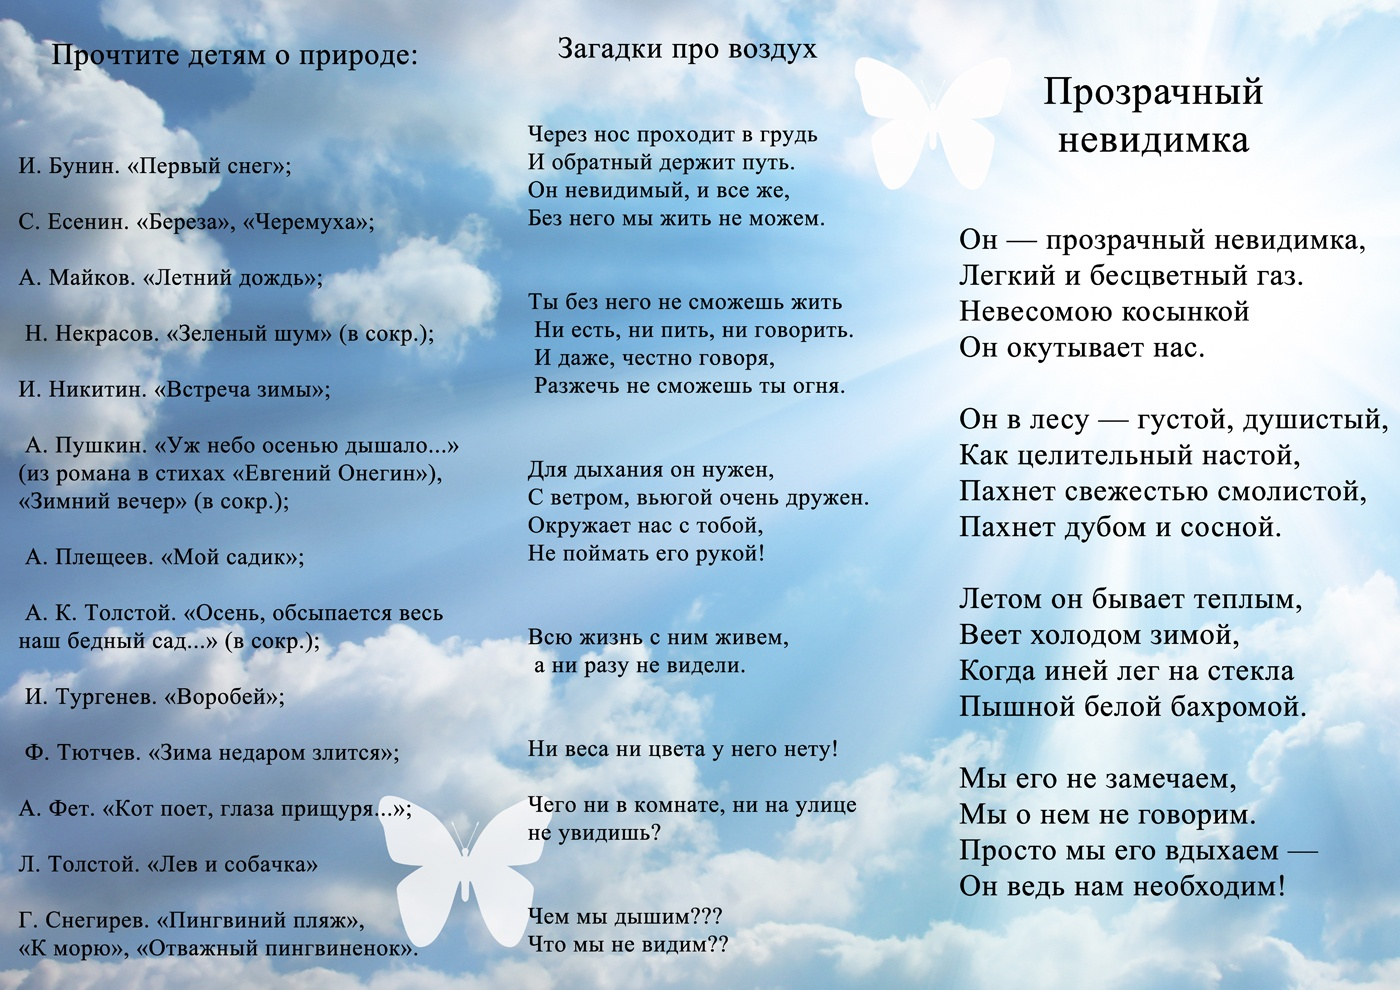 Прочтите детям о природе:
И. Бунин. «Первый снег»;
С. Есенин. «Береза», «Черемуха»;
А. Майков. «Летний дождь»;
Н. Некрасов. «Зеленый шум» (в сокр.);
И. Никитин. «Встреча зимы»;
А. Пушкин. «Уж небо осенью дышало...»
(из романа в стихах «Евгений Онегин»),
«Зимний вечер» (в сокр.);
А. Плещеев. «Мой садик»;
А. К. Толстой. «Осень, обсыпается весь
наш бедный сад...» (в сокр.);
И. Тургенев. «Воробей»;
Ф. Тютчев. «Зима недаром злится»;
А. Фет. «Кот поет, глаза прищуря...»;
Л. Толстой. «Лев и собачка»
Г. Снегирев. «Пингвиний пляж»,
«К морю», «Отважный пингвиненок».
Загадки про воздух
Через нос проходит в грудь
И обратный держит путь.
Он невидимый, и все же,
Без него мы жить не можем.
Ты без него не сможешь жить
Ни есть, ни пить, ни говорить.
И даже, честно говоря,
Разжечь не сможешь ты огня.
Для дыхания он нужен,
С ветром, вьюгой очень дружен.
Окружает нас с тобой,
Не поймать его рукой!
Всю жизнь с ним живем,
а ни разу не видели.
Ни веса ни цвета у него нету!
Чего ни в комнате, ни на улице
не увидишь?
Чем мы дышим???
Что мы не видим??
Прозрачный
невидимка
Он — прозрачный невидимка,
Легкий и бесцветный газ.
Невесомою косынкой
Он окутывает нас.
Он в лесу — густой, душистый,
Как целительный настой,
Пахнет свежестью смолистой,
Пахнет дубом и сосной.
Летом он бывает теплым,
Веет холодом зимой,
Когда иней лег на стекла
Пышной белой бахромой.
Мы его не замечаем,
Мы о нем не говорим.
Просто мы его вдыхаем —
Он ведь нам необходим!